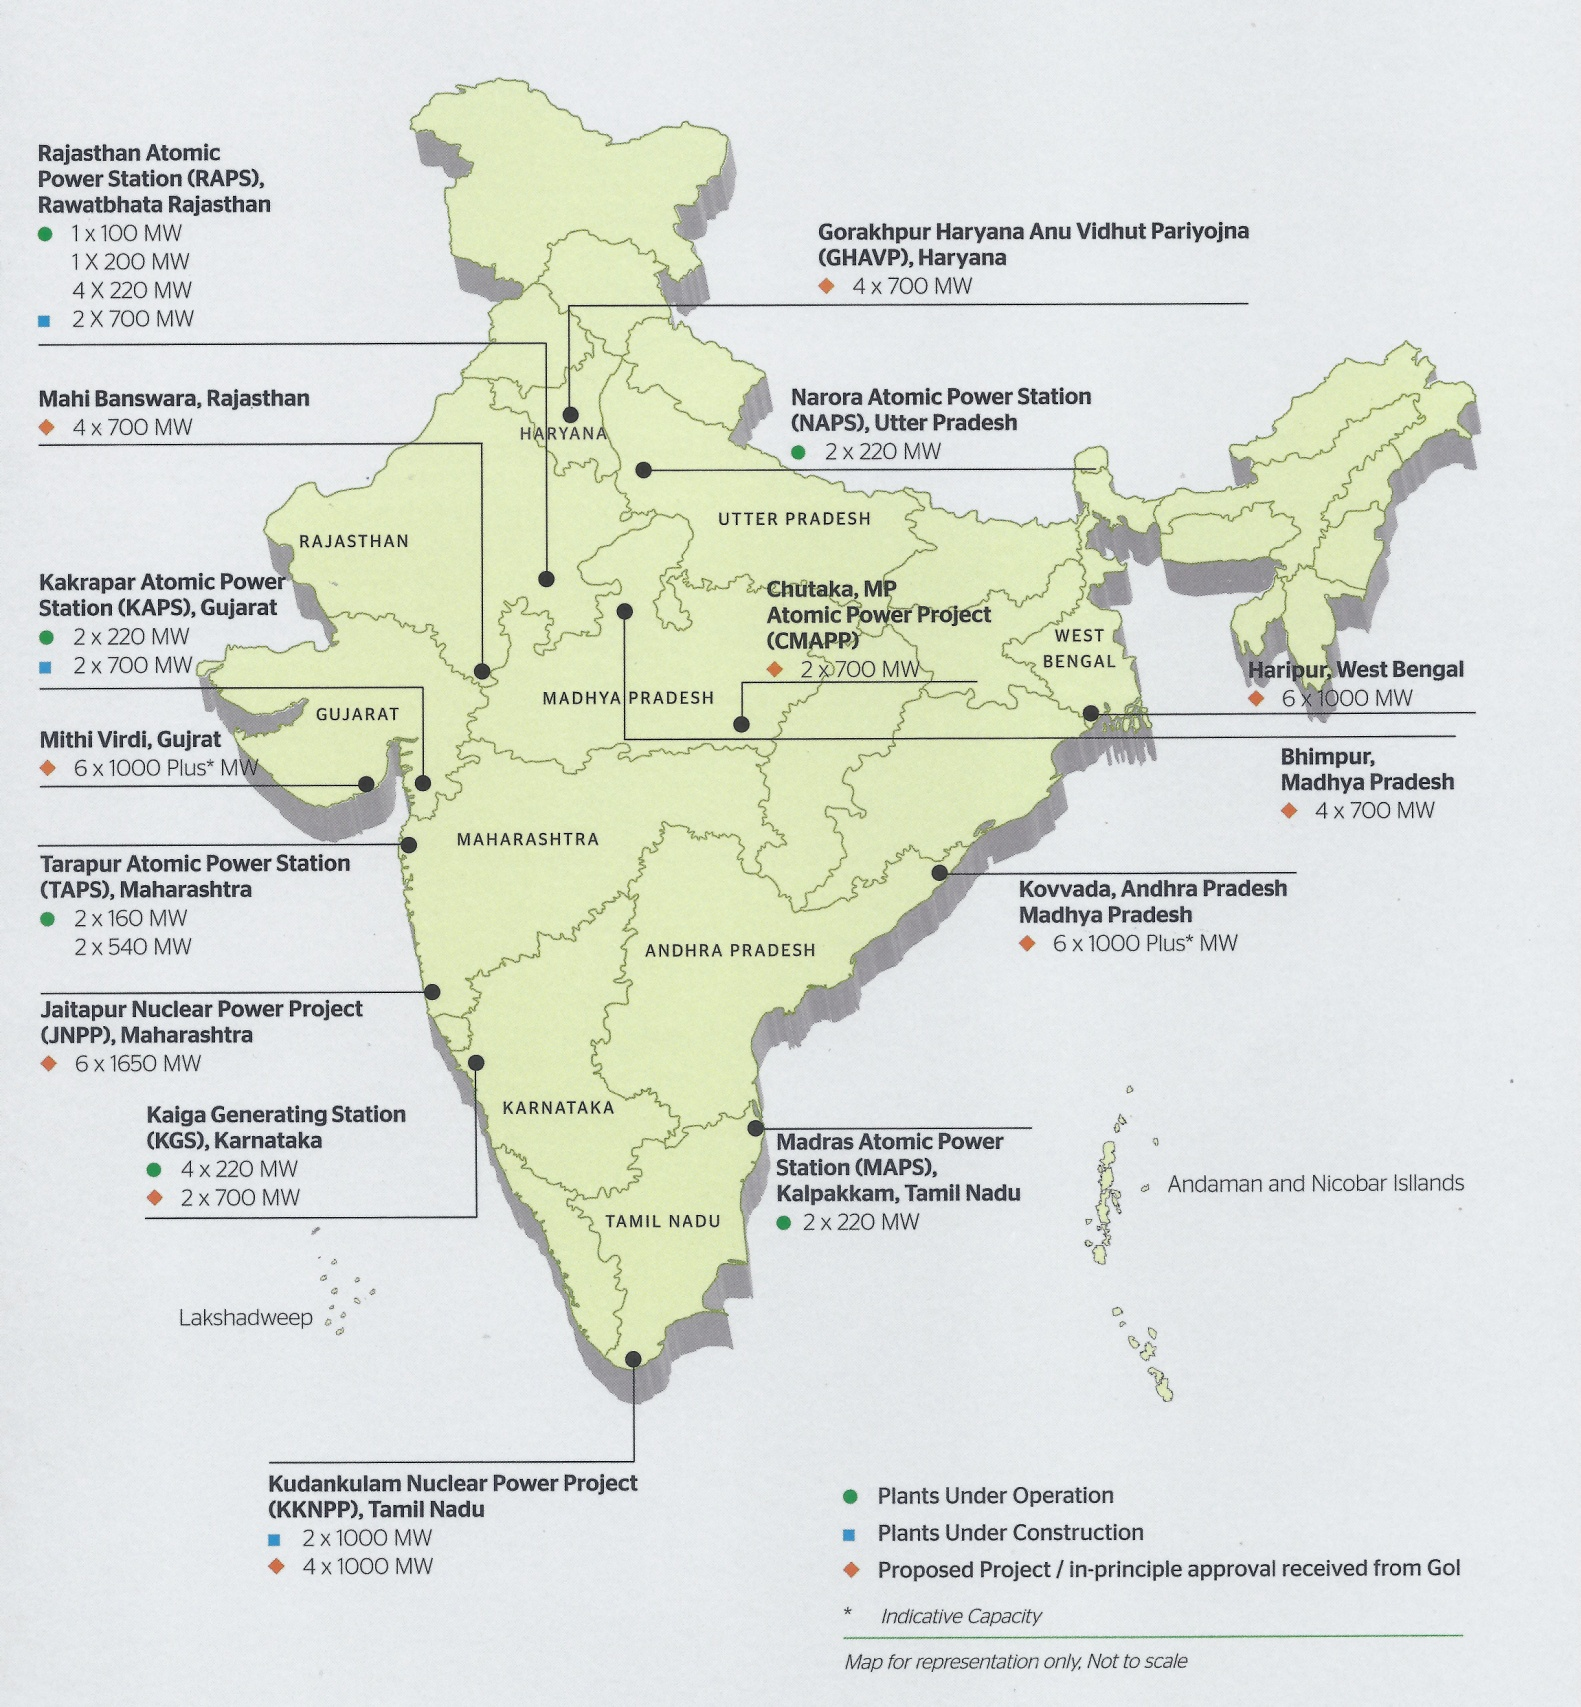 Rajasthan Atomic
Power Station (RAPS),
Rawatbhata Rajasthan
1 x 100 MW
1 X 200 MW
4 X 220 MW
2 X 700 MW
Gorakhpur Haryana Anu Vidhut Pariyojna
(GHAVP), Haryana
4 x 700 MW
Mahi Banswara, Rajasthan
4 x 700 MW
Narora Atomic Power Station
(NAPS), Utter Pradesh
2 x 220 MW
HARYANA
UTTER PRADESH
RAJASTHAN
Kakrapar Atomic Power
Station (KAPS), Gujarat
2 x 220 MW
2 x 700 MW
Chutaka, MP
Atomic Power Project
(CMAPP)
2 x 700 MW
WEST
BENGAL
Haripur, West Bengal
6 x 1000 MW
MADHYA PRADESH
GUJARAT
Mithi Virdi, Gujrat
6 x 1000 Plus* MW
Bhimpur,
Madhya Pradesh
4 x 700 MW
MAHARASHTRA
Tarapur Atomic Power Station
(TAPS), Maharashtra
2 x 160 MW
2 x 540 MW
Kovvada, Andhra Pradesh
Madhya Pradesh
6 x 1000 Plus* MW
ANDHRA PRADESH
Jaitapur Nuclear Power Project
(JNPP), Maharashtra
6 x 1650 MW
KARNATAKA
Kaiga Generating Station
(KGS), Karnataka
4 x 220 MW
2 x 700 MW
Madras Atomic Power
Station (MAPS),
Kalpakkam, Tamil Nadu
2 x 220 MW
Andaman and Nicobar Isllands
TAMIL NADU
Lakshadweep
Kudankulam Nuclear Power Project
(KKNPP), Tamil Nadu
2 x 1000 MW
4 x 1000 MW
Plants Under Operation
Plants Under Construction
Proposed Project / in-principle approval received from GoI
* Indicative Capacity
Map for representation only, Not to scale